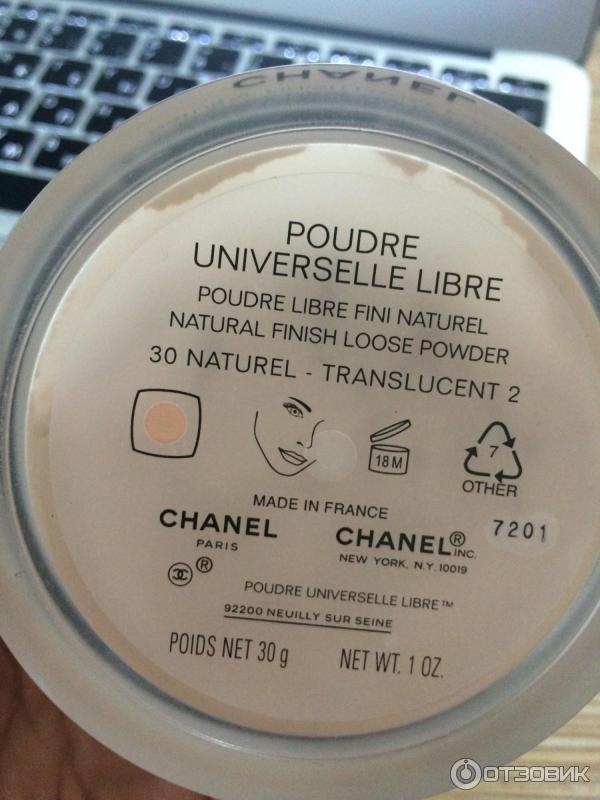 CHANEL
POUDRE
UNIVERSELLE LIBRE
POUDRE LIBRE FINI NATUREL
NATURAL FINISH LOOSE POWDER
30 NATUREL - TRANSLUCENT 2
18 M
7
OTHER
MADE IN FRANCE
7201
CHANEL
PARIS
CHANEL® INC.
NEW YORK, N.Y. 10019
®
POUDRE UNIVERSELLE LIBRE™
92200 NEUILLY SUR SEINE
POIDS NET 30 g NET WT. 1 OZ.
ОТЗОВИК